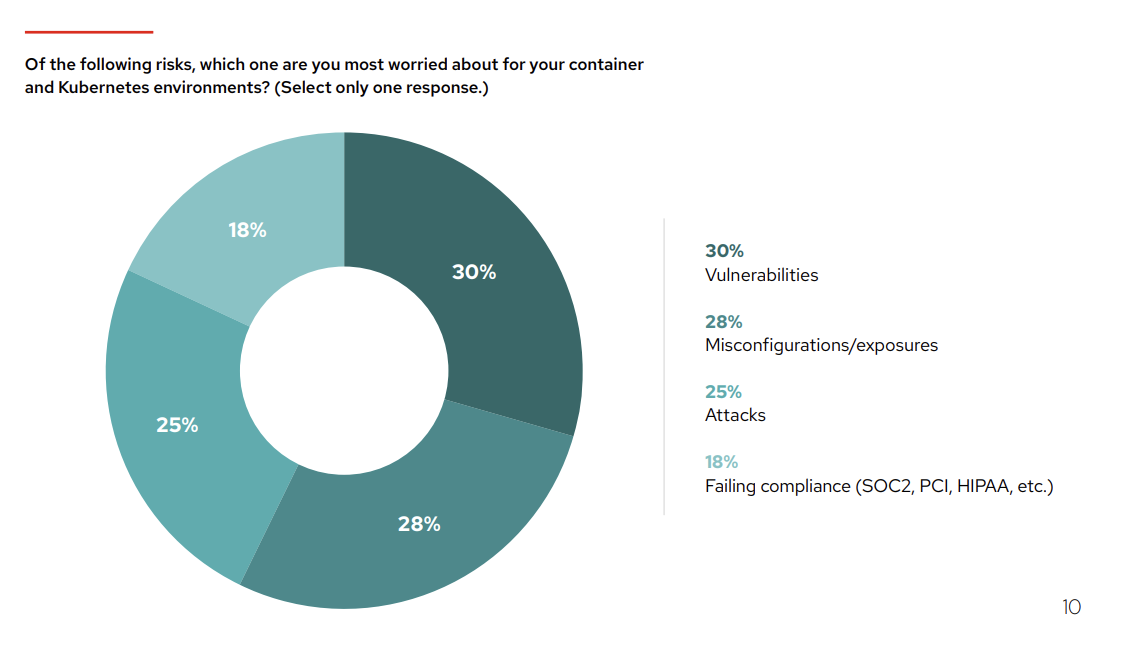 Of the following risks, which one are you most worried about for your container
and Kubernetes environments? (Select only one response.)
18%
30%
25%
28%
30%
Vulnerabilities
28%
Misconfigurations/exposures
25%
Attacks
18%
Failing compliance (SOC2, PCI, HIPAA, etc.)
10